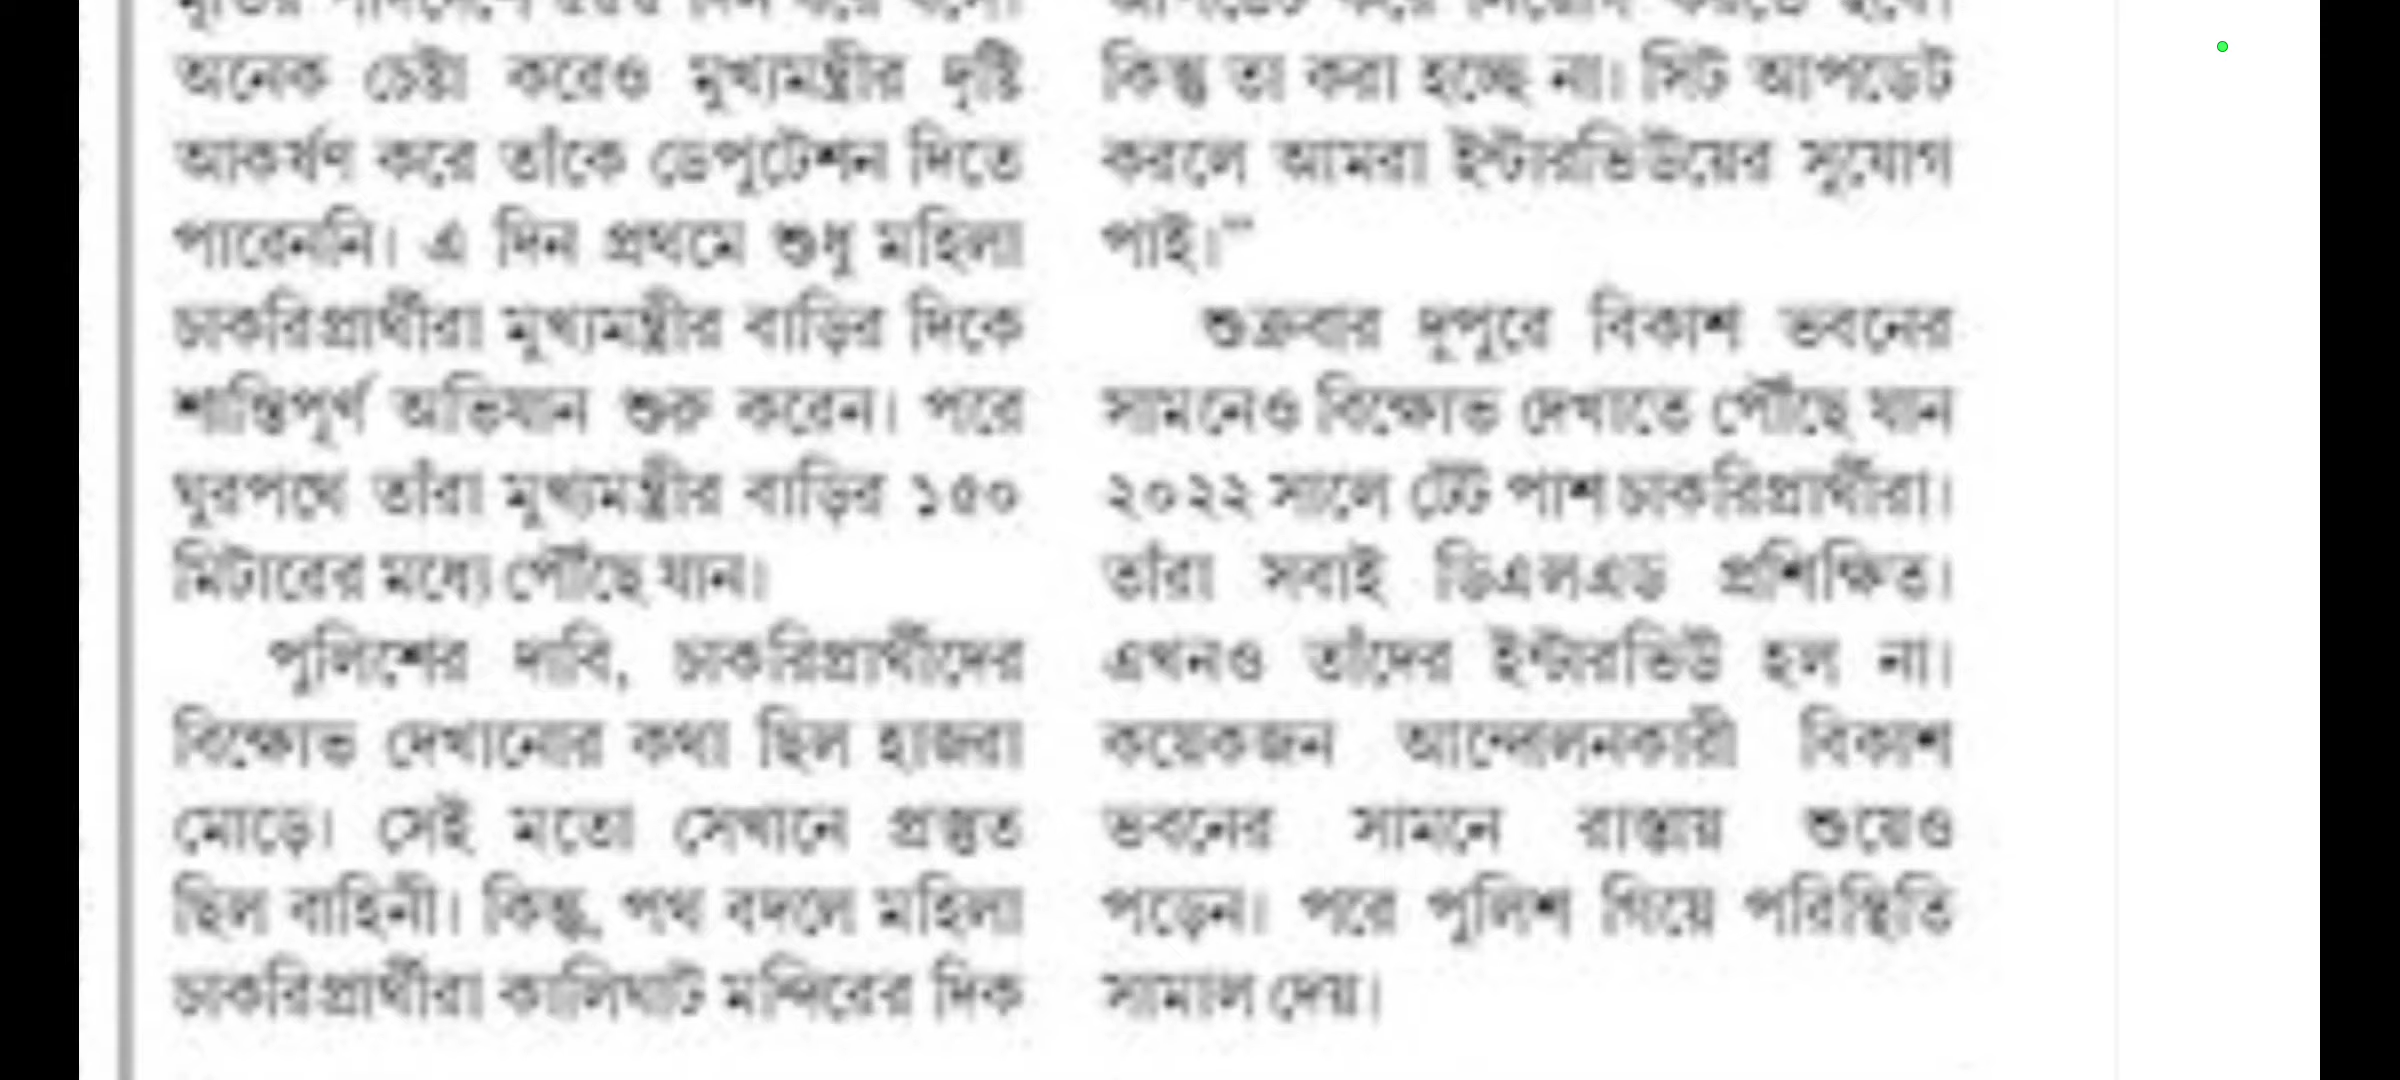 অনেক চেষ্টা করেও মুখ্যমন্ত্রীর দৃষ্টি
আকর্ষণ করে তাঁকে ডেপুটেশন দিতে
পারেননি। এ দিন প্রথমে শুধু মহিলা
চাকরিপ্রার্থীরা মুখ্যমন্ত্রীর বাড়ির দিকে
শান্তিপূর্ণ অভিযান শুরু করেন। পরে
ঘুরপথে তাঁরা মুখ্যমন্ত্রীর বাড়ির ১৫০
মিটারের মধ্যে পৌঁছে যান।
পুলিশের দাবি, চাকরিপ্রার্থীদের
বিক্ষোভ দেখানোর কথা ছিল হাজরা
মোড়ে। সেই মতো সেখানে প্রস্তুত
ছিল বাহিনী। কিন্তু, পথ বদলে মহিলা
চাকরিপ্রার্থীরা কালিঘাট মন্দিরের দিক
কিন্তু তা করা হচ্ছে না। সিট আপডেট
করলে আমরা ইন্টারভিউয়ের সুযোগ
পাই।’’
শুক্রবার দুপুরে বিকাশ ভবনের
সামনেও বিক্ষোভ দেখাতে পৌঁছে যান
২০২২ সালে টেট পাশ চাকরিপ্রার্থীরা।
তাঁরা সবাই ডিএলএড প্রশিক্ষিত।
এখনও তাঁদের ইন্টারভিউ হল না।
কয়েকজন আন্দোলনকারী বিকাশ
ভবনের সামনে রাস্তায় শুয়েও
পড়েন। পরে পুলিশ গিয়ে পরিস্থিতি
সামাল দেয়।